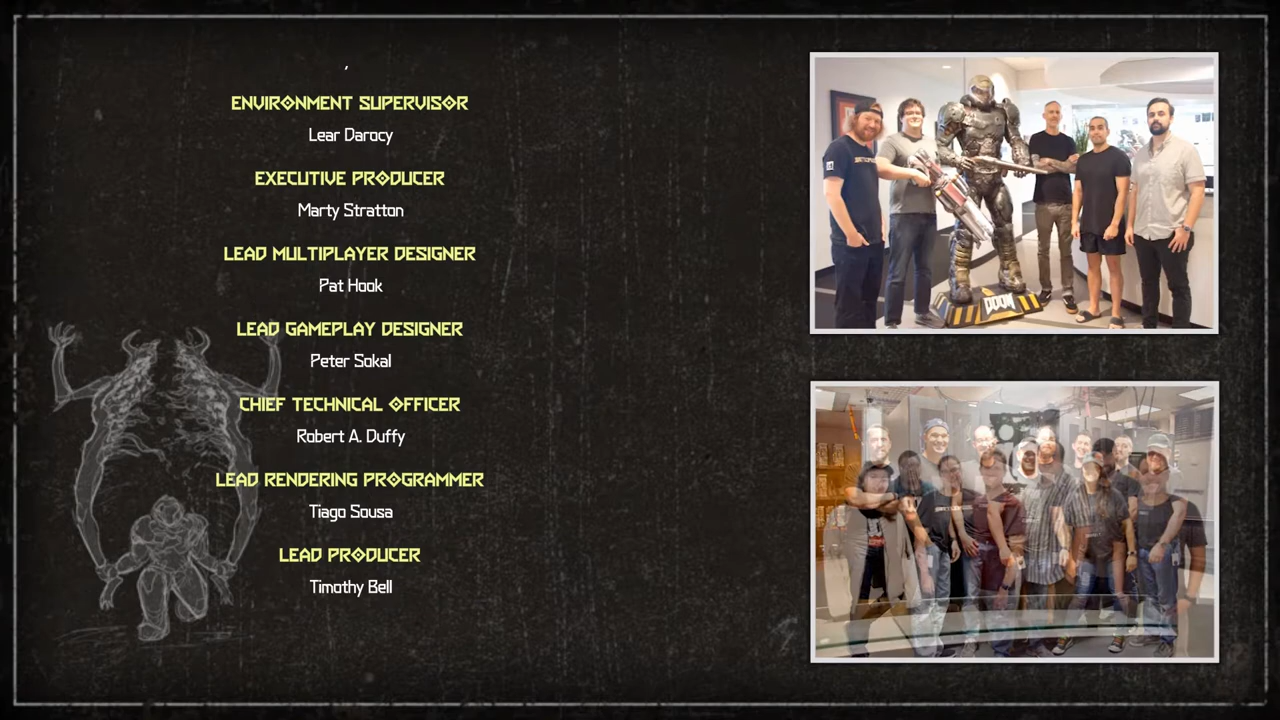 ENVIRONMENT SUPERVISOR
Lear Darocy
EXECUTIVE PRODUCER
Marty Stratton
LEAD MULTIPLAYER DESIGNER
Pat Hook
LEAD GAMEPLAY DESIGNER
Peter Sokal
CHIEF TECHNICAL OFFICER
Robert A. Duffy
LEAD RENDERING PROGRAMMER
Tiago Sousa
LEAD PRODUCER
Timothy Bell
DOOM